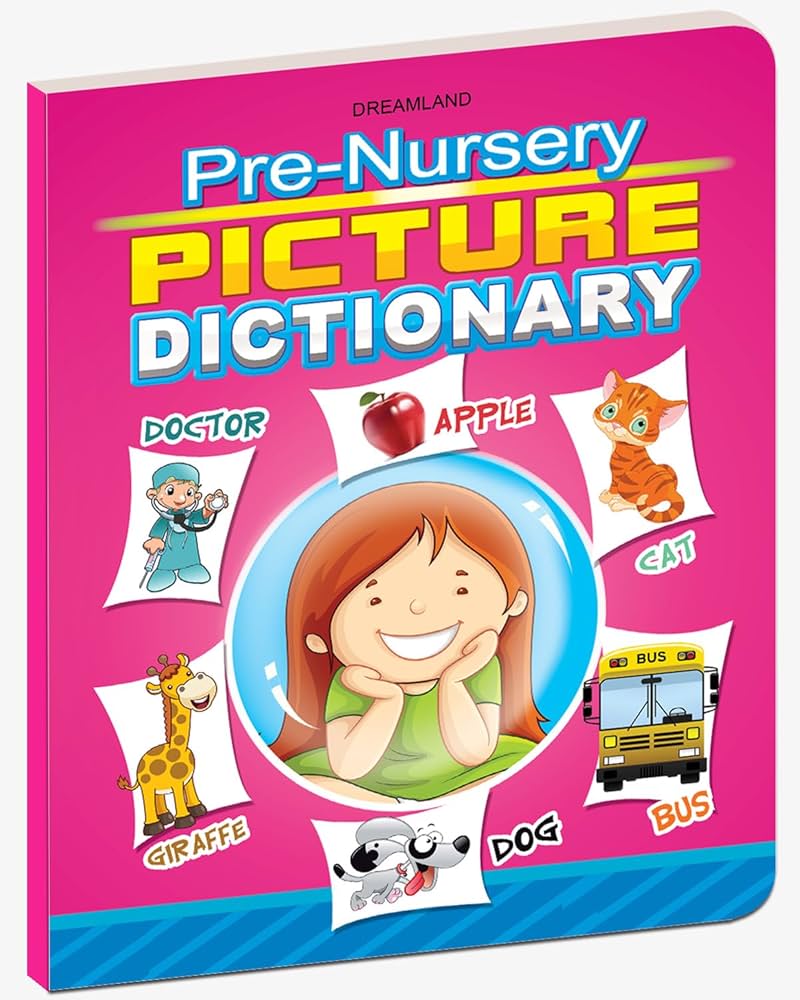 DREAMLAND
Pre-Nursery
PICTURE
DICTIONARY
DOCTOR
APPLE
CAT
BUS
GIRAFFE
BUS
DOG